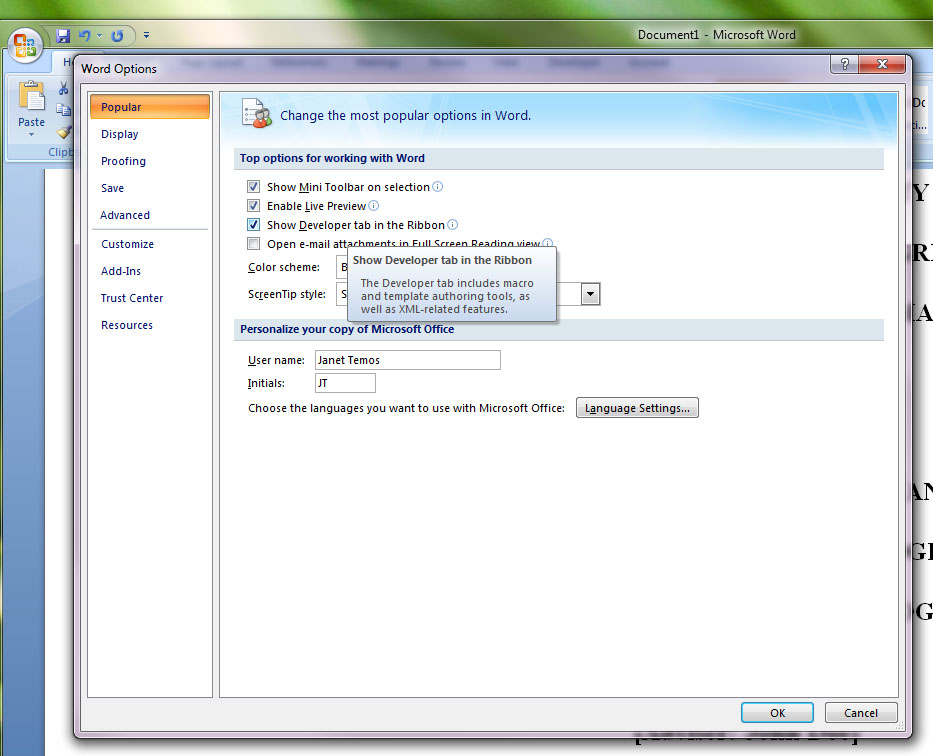 Document1 - Microsoft Word
Word Options
Paste
Popular
Display
Proofing
Save
Advanced
Customize
Add-Ins
Trust Center
Resources
Change the most popular options in Word.
Top options for working with Word
Show Mini Toolbar on selection
Enable Live Preview
Show Developer tab in the Ribbon
Open e-mail attachments in Full Screen Reading view
Color scheme: B
ScreenTip style: S
Show Developer tab in the Ribbon
The Developer tab includes macro
and template authoring tools, as
well as XML-related features.
Personalize your copy of Microsoft Office
User name: Janet Temos
Initials: JT
Choose the languages you want to use with Microsoft Office: Language Settings...
OK Cancel